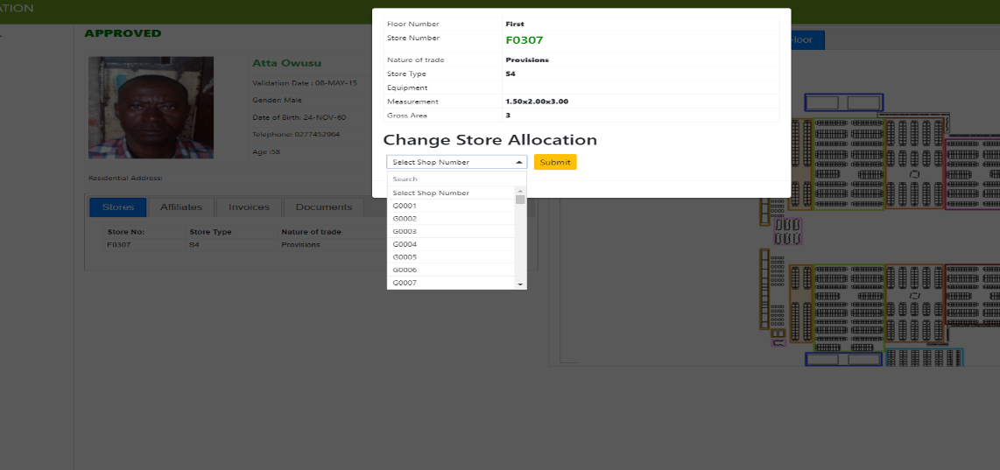 ATION
APPROVED
Atta Owusu
Validation Date : 08-MAY-15
Gender: Male
Date of Birth: 24-NOV-60
Telephone: 0277452964
Age :58
Residential Address:
Stores Affiliates Invoices Documents
Store No: Store Type Nature of trade
F0307 S4 Provisions
Floor Number First
Store Number F0307
Nature of trade Provisions
Store Type S4
Equipment
Measurement 1.50x2.00x3.00
Gross Area 3
Change Store Allocation
Select Shop Number Submit
Search
Select Shop Number
G0001
G0002
G0003
G0004
G0005
G0006
G0007
Floor